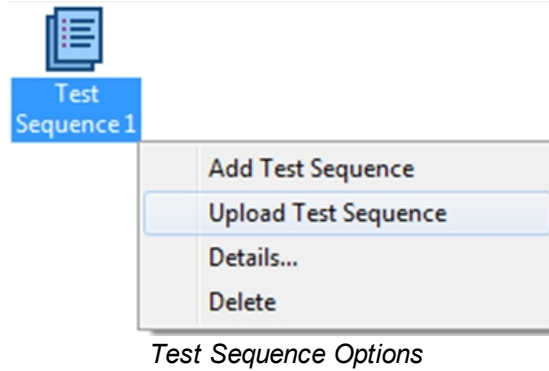 Test
Sequence 1
Add Test Sequence
Upload Test Sequence
Details...
Delete
Test Sequence Options